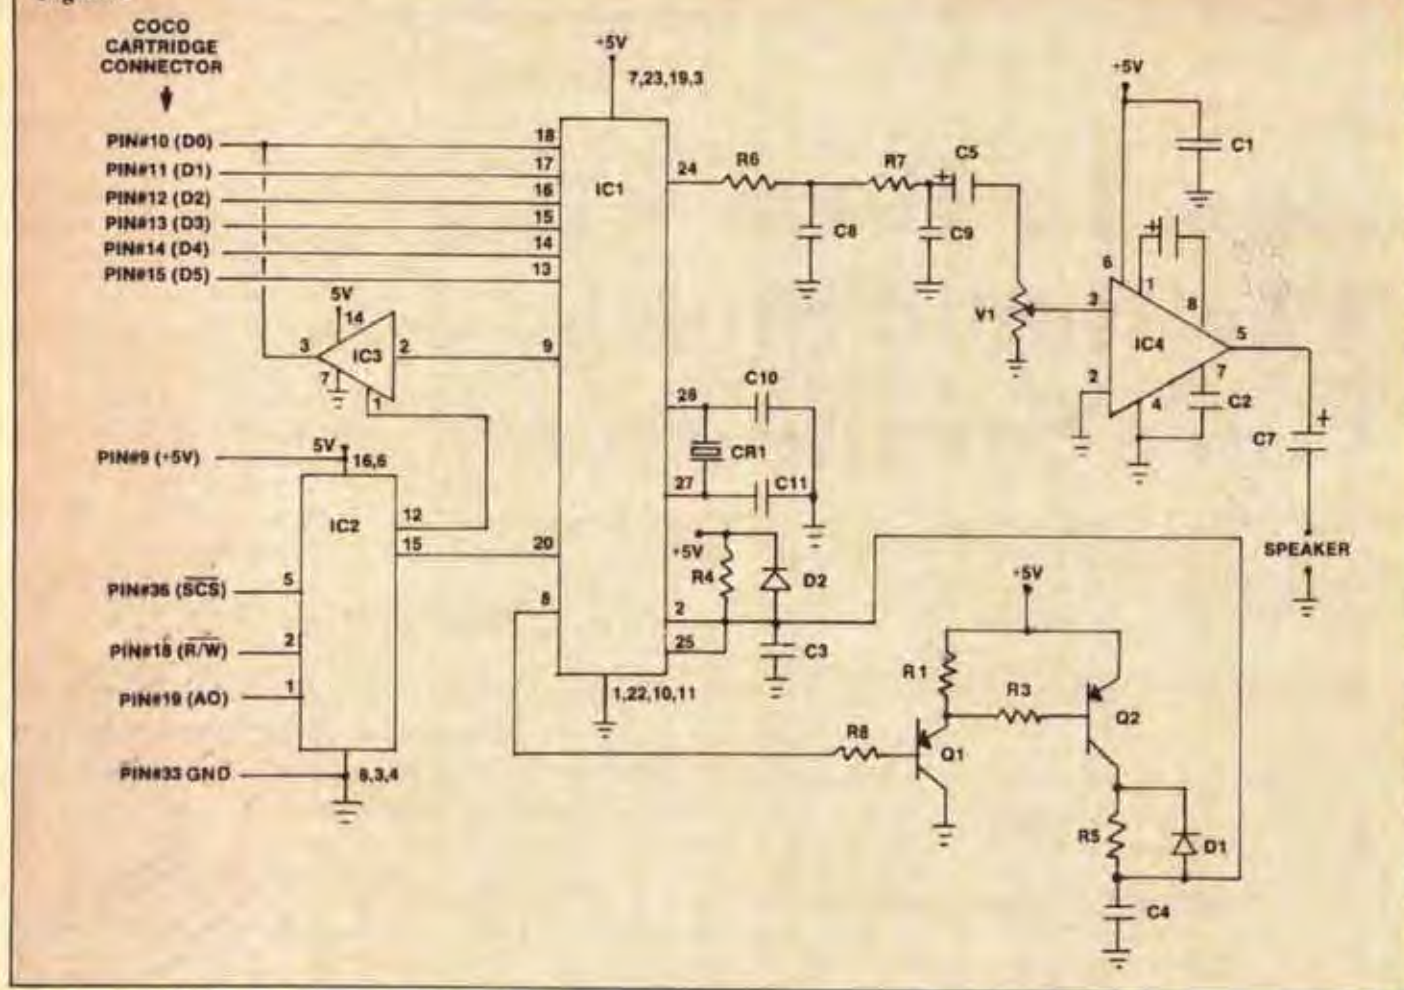 COCO
CARTRIDGE
CONNECTOR
PIN#10 (D0)
PIN#11 (D1)
PIN#12 (D2)
PIN#13 (D3)
PIN#14 (D4)
PIN#15 (D5)
18
17
16
15
14
13
+5V
7,23,19,3
IC1
24
R6
C8
R7
C9
+
C5
V1
+5V
C1
+
6
1
8
3
2
IC4
5
7
4
C2
C7
+
SPEAKER
5V
14
3
IC3
2
7
1
9
PIN#9 (+5V)
5V
16,6
IC2
12
15
20
PIN#36 (SCS)
5
PIN#18 (R/W)
2
PIN#19 (AO)
1
PIN#33 GND
8,3,4
8
1,22,10,11
26
C10
CR1
27
C11
+5V
R4
D2
2
25
C3
+5V
R1
R3
Q2
R8
Q1
R5
D1
C4